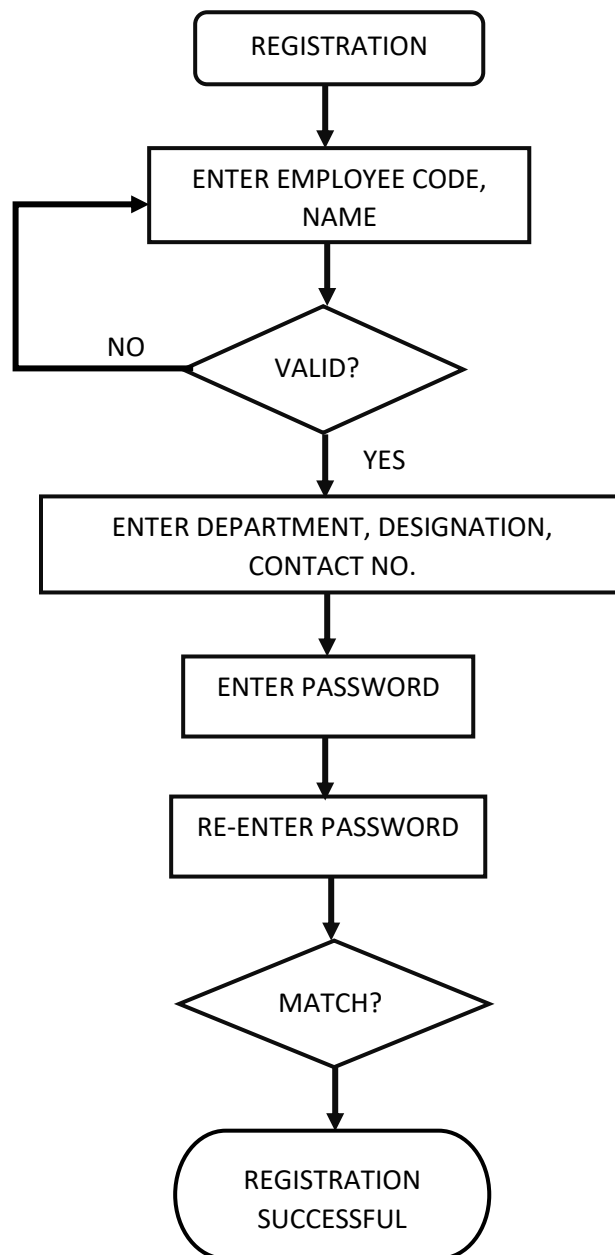 REGISTRATION
ENTER EMPLOYEE CODE,
NAME
NO
VALID?
YES
ENTER DEPARTMENT, DESIGNATION,
CONTACT NO.
ENTER PASSWORD
RE-ENTER PASSWORD
MATCH?
REGISTRATION
SUCCESSFUL